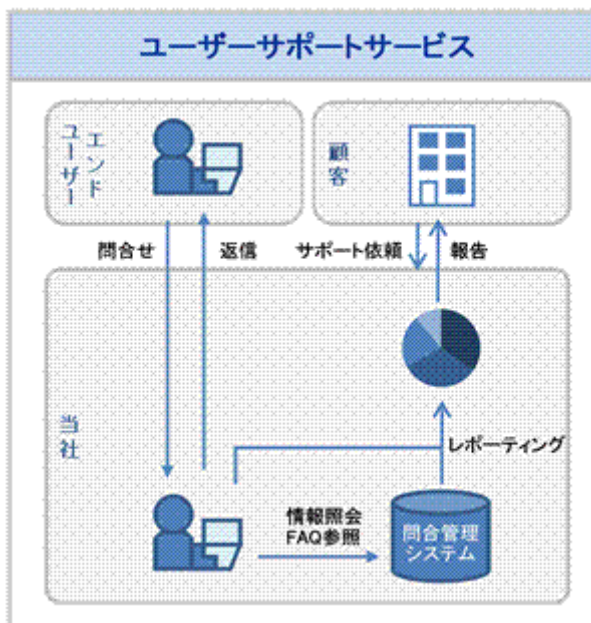 ユーザーサポートサービス
エンド
ユーザー
顧客
問合せ
返信
サポート依頼
報告
当社
レポーティング
情報照会
FAQ参照
問合管理
システム